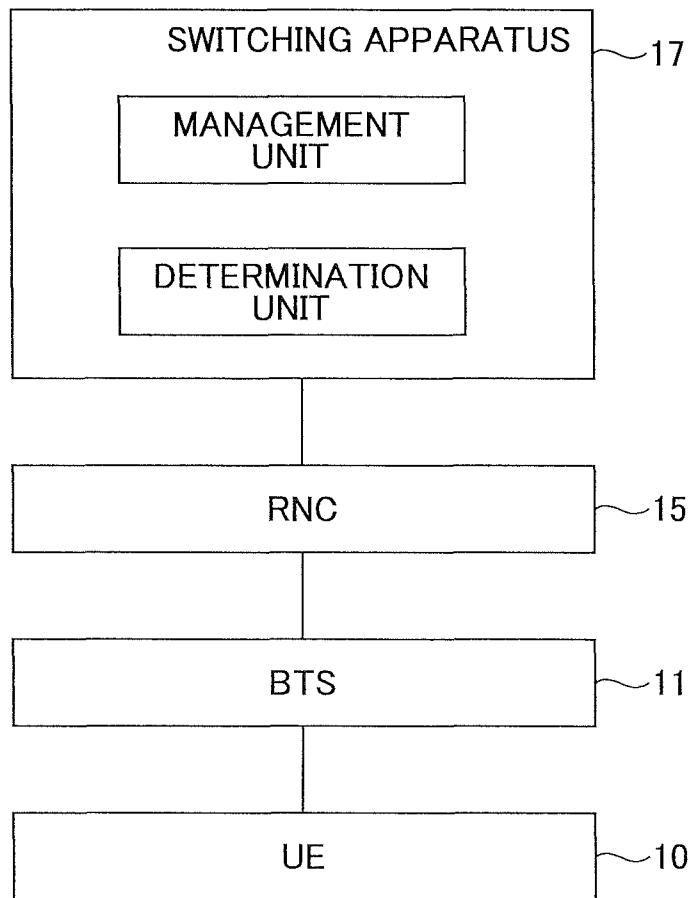 SWITCHING APPARATUS
17
MANAGEMENT
UNIT
DETERMINATION
UNIT
RNC
15
BTS
11
UE
10